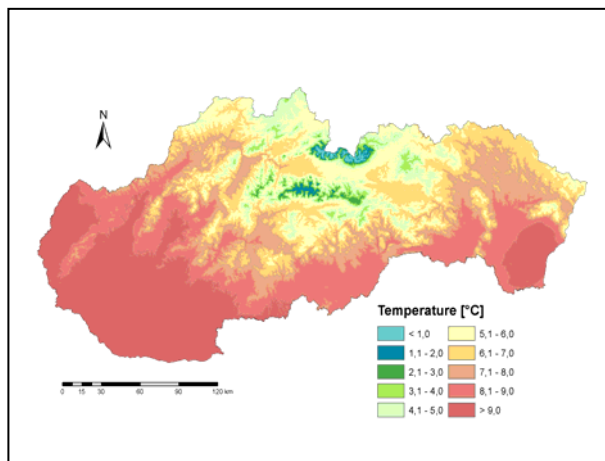 N
Temperature [°C]
< 1,0
1,1 - 2,0
2,1 - 3,0
3,1 - 4,0
4,1 - 5,0
5,1 - 6,0
6,1 - 7,0
7,1 - 8,0
8,1 - 9,0
> 9,0
0 15 30 60 90 120 km